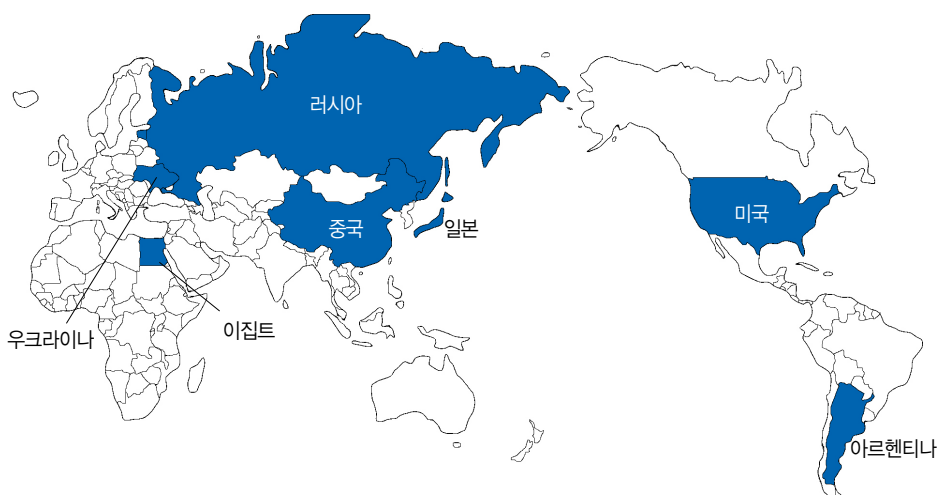 러시아
중국
일본
미국
우크라이나
이집트
아르헨티나